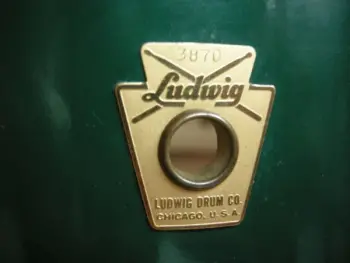 3870
Ludwig
LUDWIG DRUM CO.
CHICAGO, U.S.A.